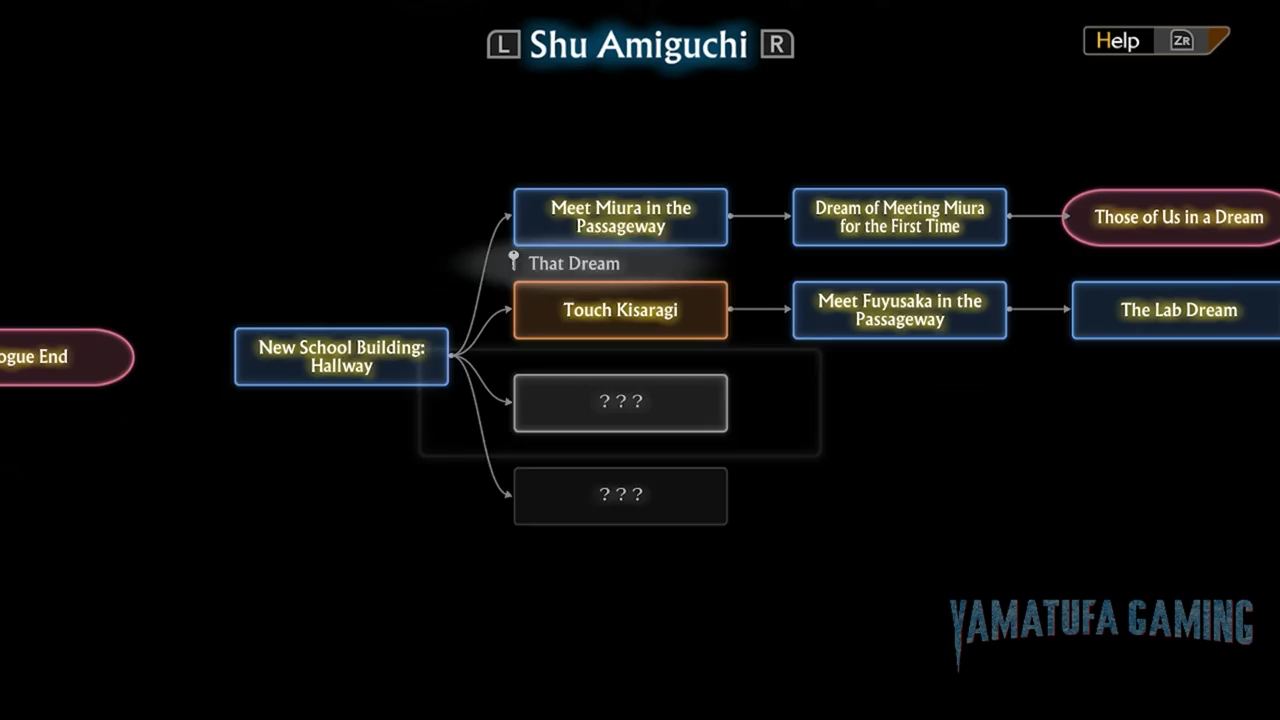 L Shu Amiguchi R
Help ZR
Meet Miura in the
Passageway
Dream of Meeting Miura
for the First Time
Those of Us in a Dream
That Dream
Touch Kisaragi
Meet Fuyusaka in the
Passageway
The Lab Dream
ogue End
New School Building:
Hallway
? ? ?
? ? ?
YAMATUFA GAMING